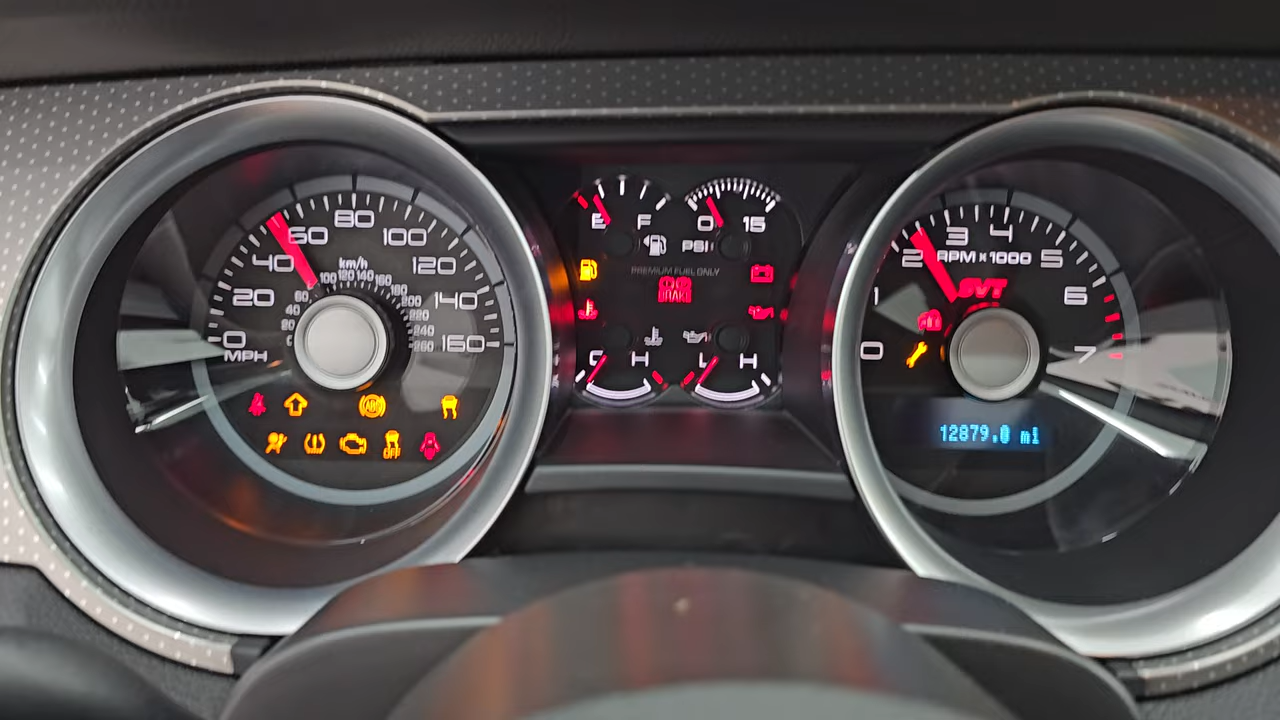 0 20 40 60 80 100 120 140 160
MPH
km/h
20 40 60 80 100 120 140 160 180 200 220 240 260
ABS
OFF
E F
0 15
PSI
PREMIUM FUEL ONLY
BRAKE
C H
L H
0 1 2 3 4 5 6 7
RPM x 1000
SVT
12879.0 mi